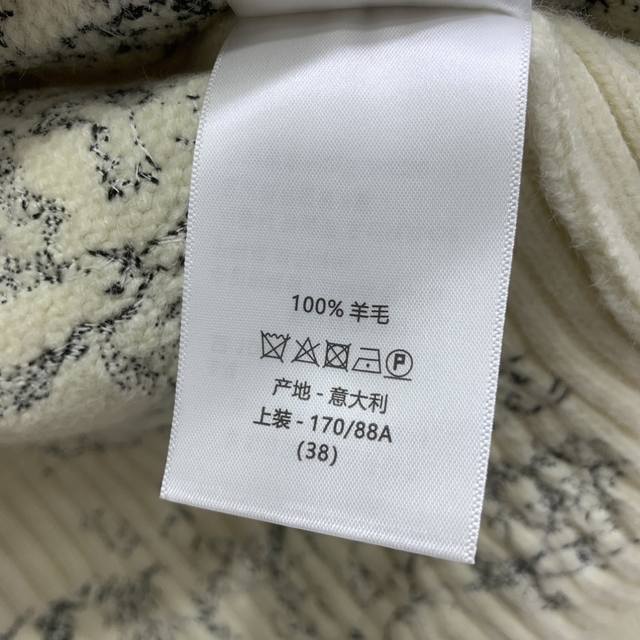 100% 羊毛
P
产地 - 意大利
上装 - 170/88A
(38)